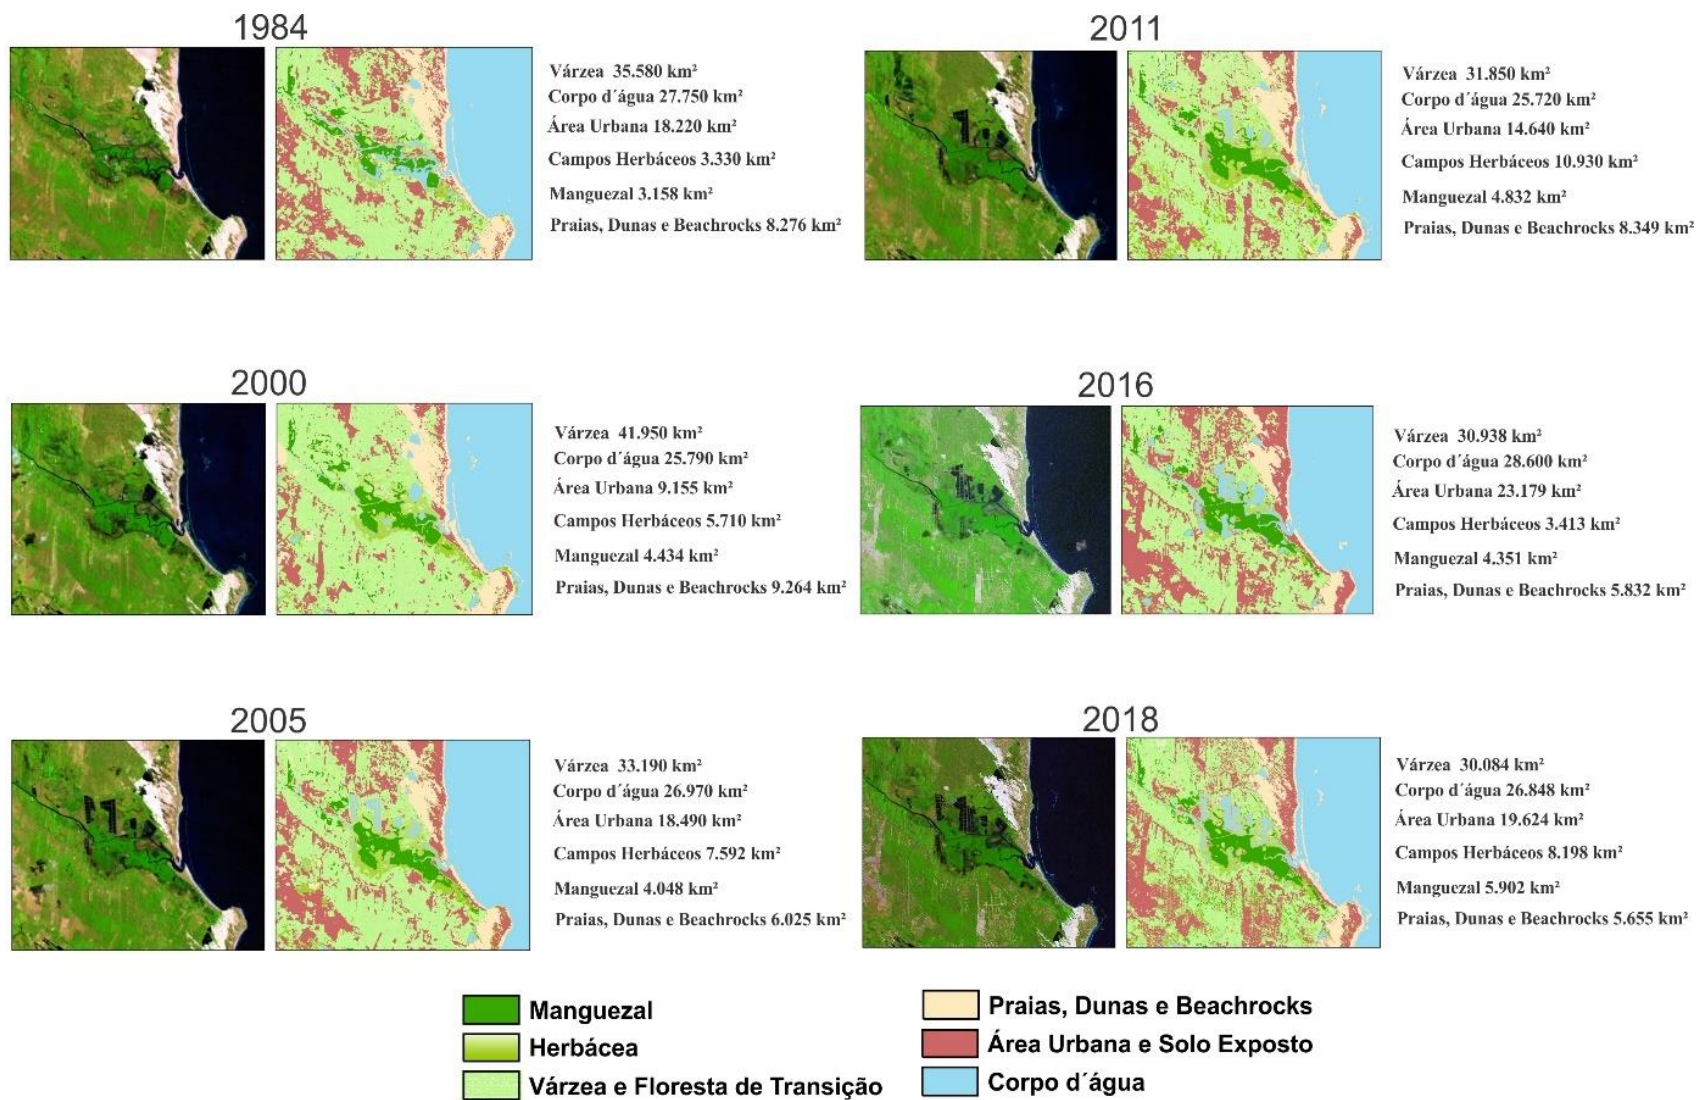 1984
Várzea 35.580 km²
Corpo d´água 27.750 km²
Área Urbana 18.220 km²
Campos Herbáceos 3.330 km²
Manguezal 3.158 km²
Praias, Dunas e Beachrocks 8.276 km²
2011
Várzea 31.850 km²
Corpo d´água 25.720 km²
Área Urbana 14.640 km²
Campos Herbáceos 10.930 km²
Manguezal 4.832 km²
Praias, Dunas e Beachrocks 8.349 km²
2000
Várzea 41.950 km²
Corpo d´água 25.790 km²
Área Urbana 9.155 km²
Campos Herbáceos 5.710 km²
Manguezal 4.434 km²
Praias, Dunas e Beachrocks 9.264 km²
2016
Várzea 30.938 km²
Corpo d´água 28.600 km²
Área Urbana 23.179 km²
Campos Herbáceos 3.413 km²
Manguezal 4.351 km²
Praias, Dunas e Beachrocks 5.832 km²
2005
Várzea 33.190 km²
Corpo d´água 26.970 km²
Área Urbana 18.490 km²
Campos Herbáceos 7.592 km²
Manguezal 4.048 km²
Praias, Dunas e Beachrocks 6.025 km²
2018
Várzea 30.084 km²
Corpo d´água 26.848 km²
Área Urbana 19.624 km²
Campos Herbáceos 8.198 km²
Manguezal 5.902 km²
Praias, Dunas e Beachrocks 5.655 km²
Manguezal
Herbácea
Várzea e Floresta de Transição
Praias, Dunas e Beachrocks
Área Urbana e Solo Exposto
Corpo d´água